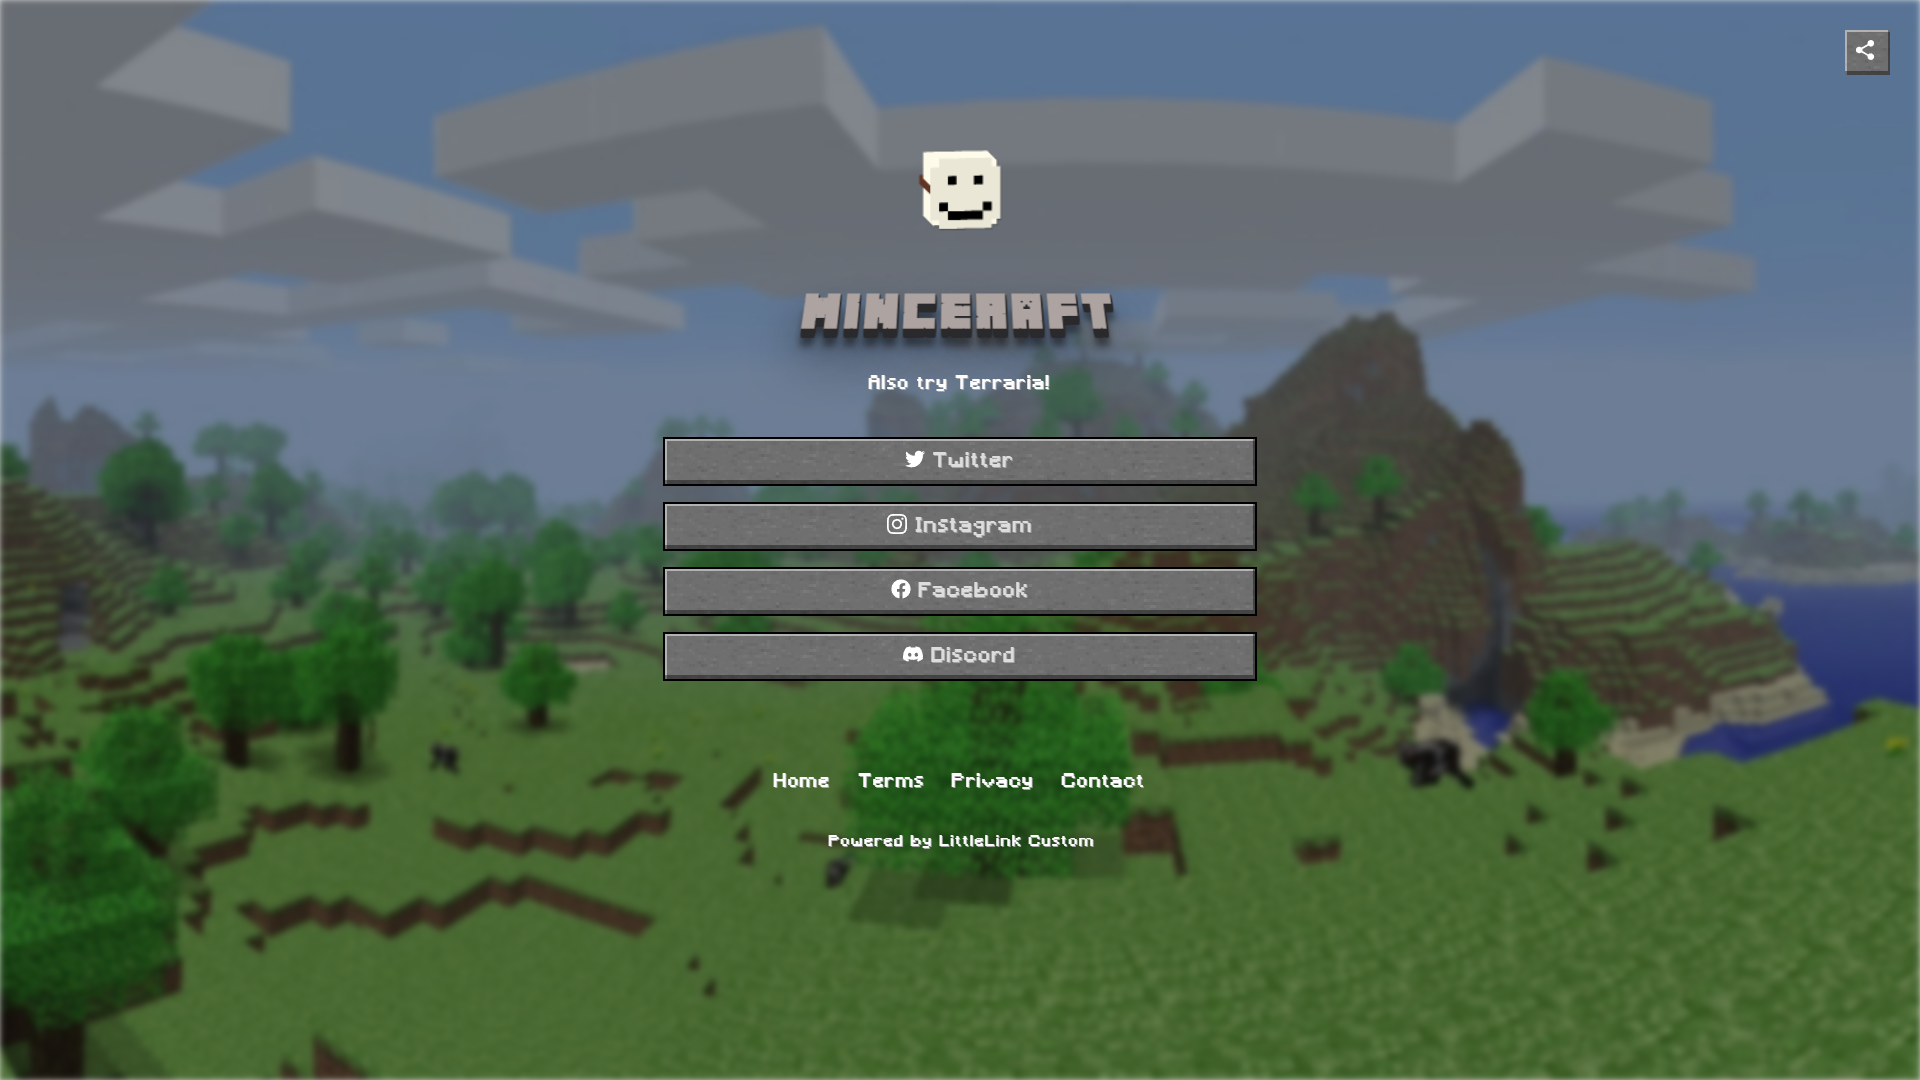 MINCERAFT
Also try Terraria!
Twitter
Instagram
Facebook
Discord
Home Terms Privacy Contact
Powered by LittleLink Custom